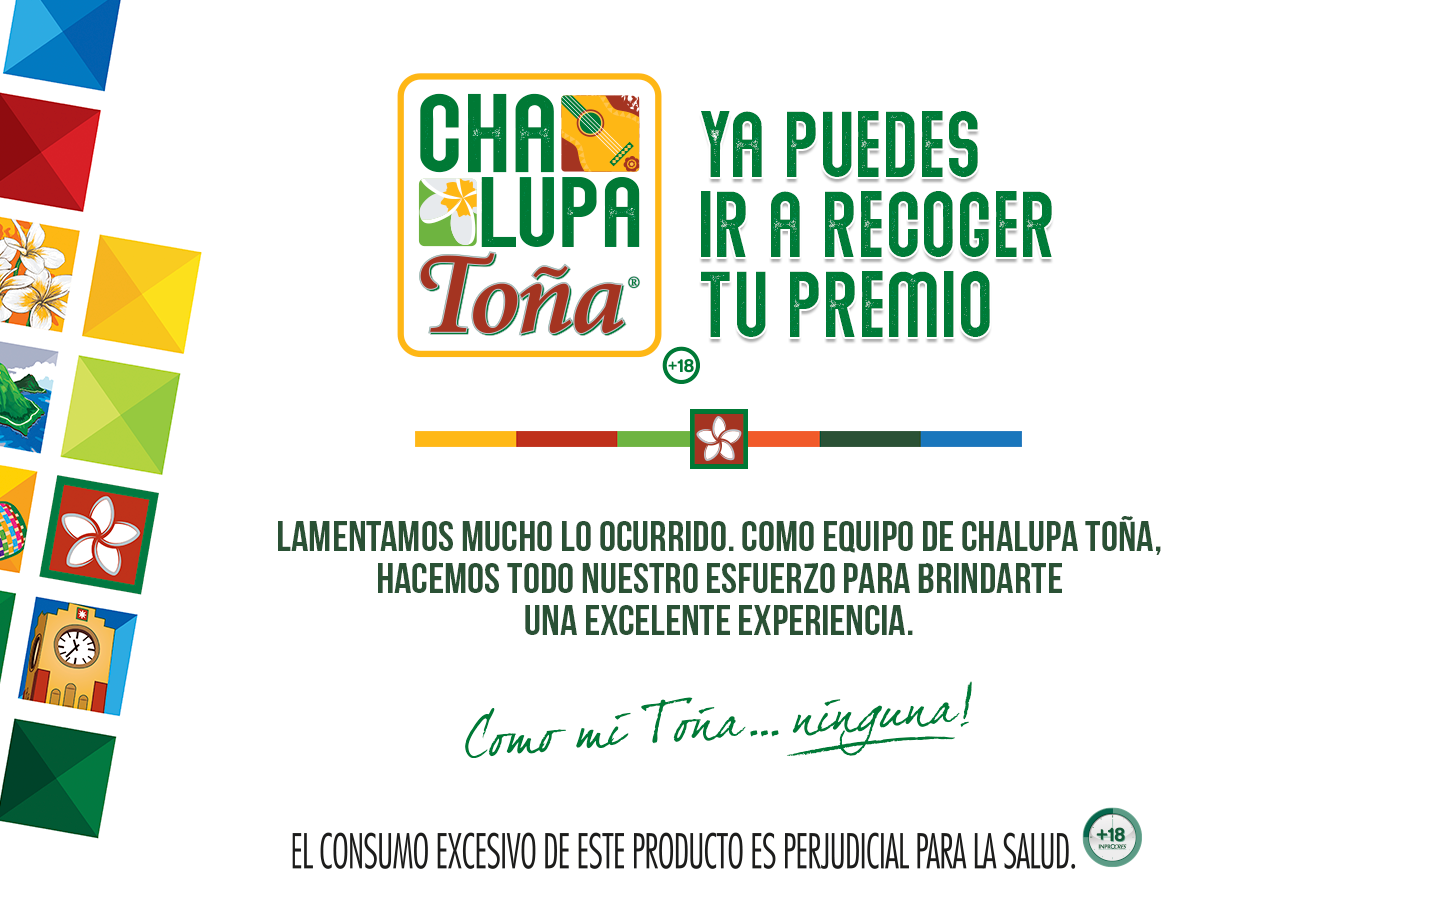 CHA
LUPA
Toña®
+18
YA PUEDES
IR A RECOGER
TU PREMIO
LAMENTAMOS MUCHO LO OCURRIDO. COMO EQUIPO DE CHALUPA TOÑA,
HACEMOS TODO NUESTRO ESFUERZO PARA BRINDARTE
UNA EXCELENTE EXPERIENCIA.
Como mi Toña... ninguna!
EL CONSUMO EXCESIVO DE ESTE PRODUCTO ES PERJUDICIAL PARA LA SALUD.
+18